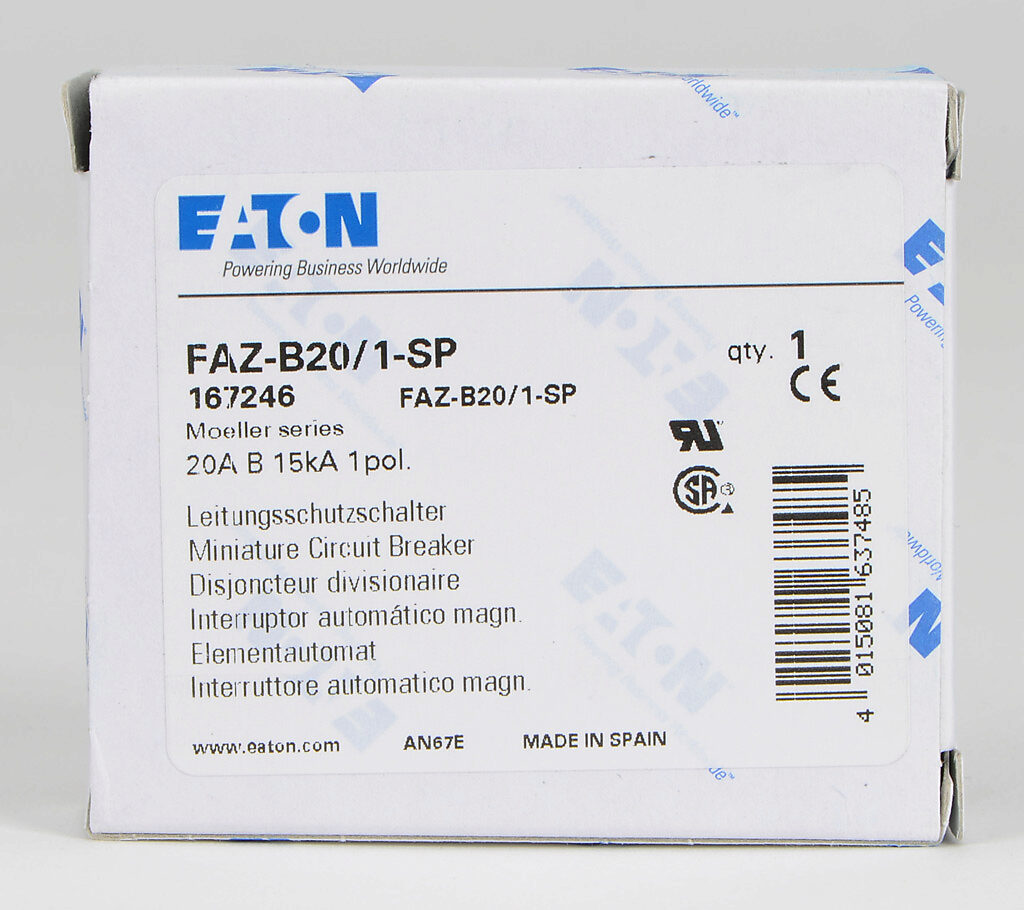 EATON
Powering Business Worldwide
FAZ-B20/1-SP
qty. 1
167246 FAZ-B20/1-SP
CE
Moeller series
20A B 15kA 1pol.
Leitungsschutzschalter
Miniature Circuit Breaker
Disjoncteur divisionaire
Interruptor automático magn.
Elementautomat
Interruttore automatico magn.
4 015081 637485
www.eaton.com AN67E MADE IN SPAIN